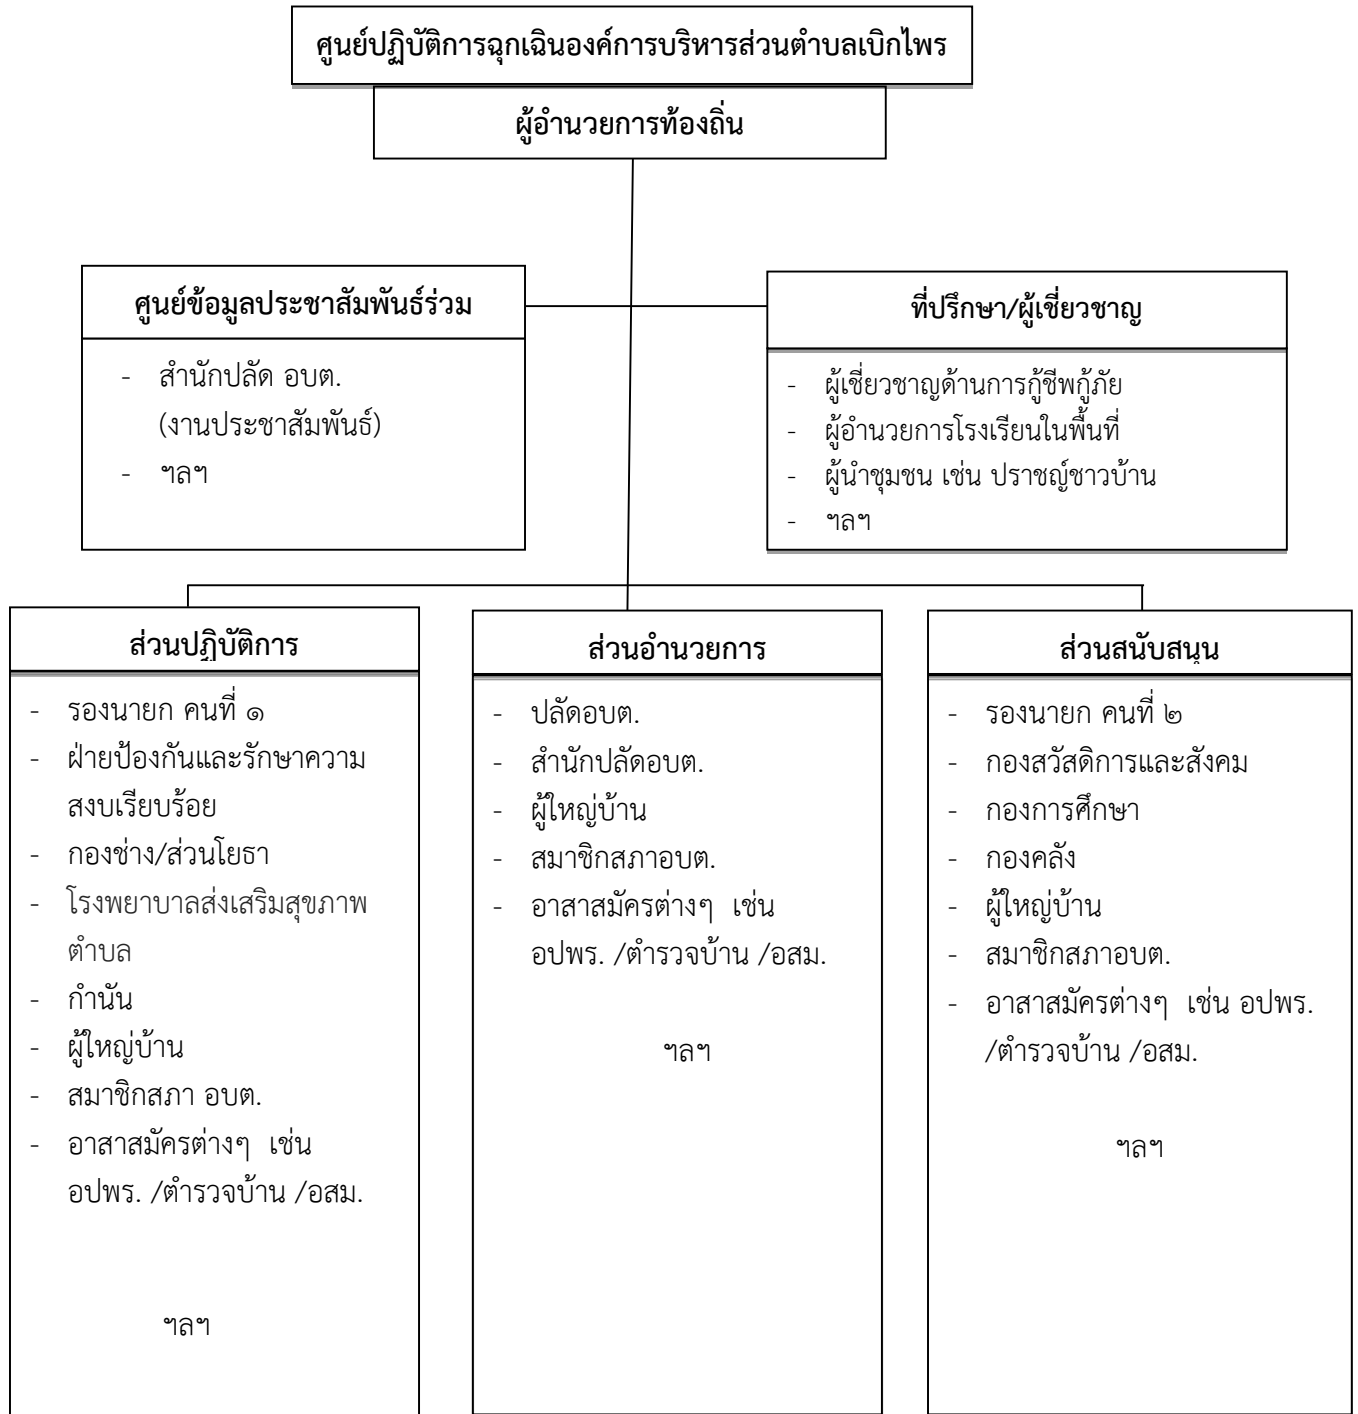 ศูนย์ปฏิบัติการฉุกเฉินองค์การบริหารส่วนตำบลเบิกไพร
ผู้อำนวยการท้องถิ่น
ศูนย์ข้อมูลประชาสัมพันธ์ร่วม
- สำนักปลัด อบต.
(งานประชาสัมพันธ์)
- ฯลฯ
ที่ปรึกษา/ผู้เชี่ยวชาญ
- ผู้เชี่ยวชาญด้านการกู้ชีพกู้ภัย
- ผู้อำนวยการโรงเรียนในพื้นที่
- ผู้นำชุมชน เช่น ปราชญ์ชาวบ้าน
- ฯลฯ
ส่วนปฏิบัติการ
- รองนายก คนที่ ๑
- ฝ่ายป้องกันและรักษาความ
สงบเรียบร้อย
- กองช่าง/ส่วนโยธา
- โรงพยาบาลส่งเสริมสุขภาพ
ตำบล
- กำนัน
- ผู้ใหญ่บ้าน
- สมาชิกสภา อบต.
- อาสาสมัครต่างๆ เช่น
อปพร. /ตำรวจบ้าน /อสม.
ฯลฯ
ส่วนอำนวยการ
- ปลัดอบต.
- สำนักปลัดอบต.
- ผู้ใหญ่บ้าน
- สมาชิกสภาอบต.
- อาสาสมัครต่างๆ เช่น
อปพร. /ตำรวจบ้าน /อสม.
ฯลฯ
ส่วนสนับสนุน
- รองนายก คนที่ ๒
- กองสวัสดิการและสังคม
- กองการศึกษา
- กองคลัง
- ผู้ใหญ่บ้าน
- สมาชิกสภาอบต.
- อาสาสมัครต่างๆ เช่น อปพร.
/ตำรวจบ้าน /อสม.
ฯลฯ